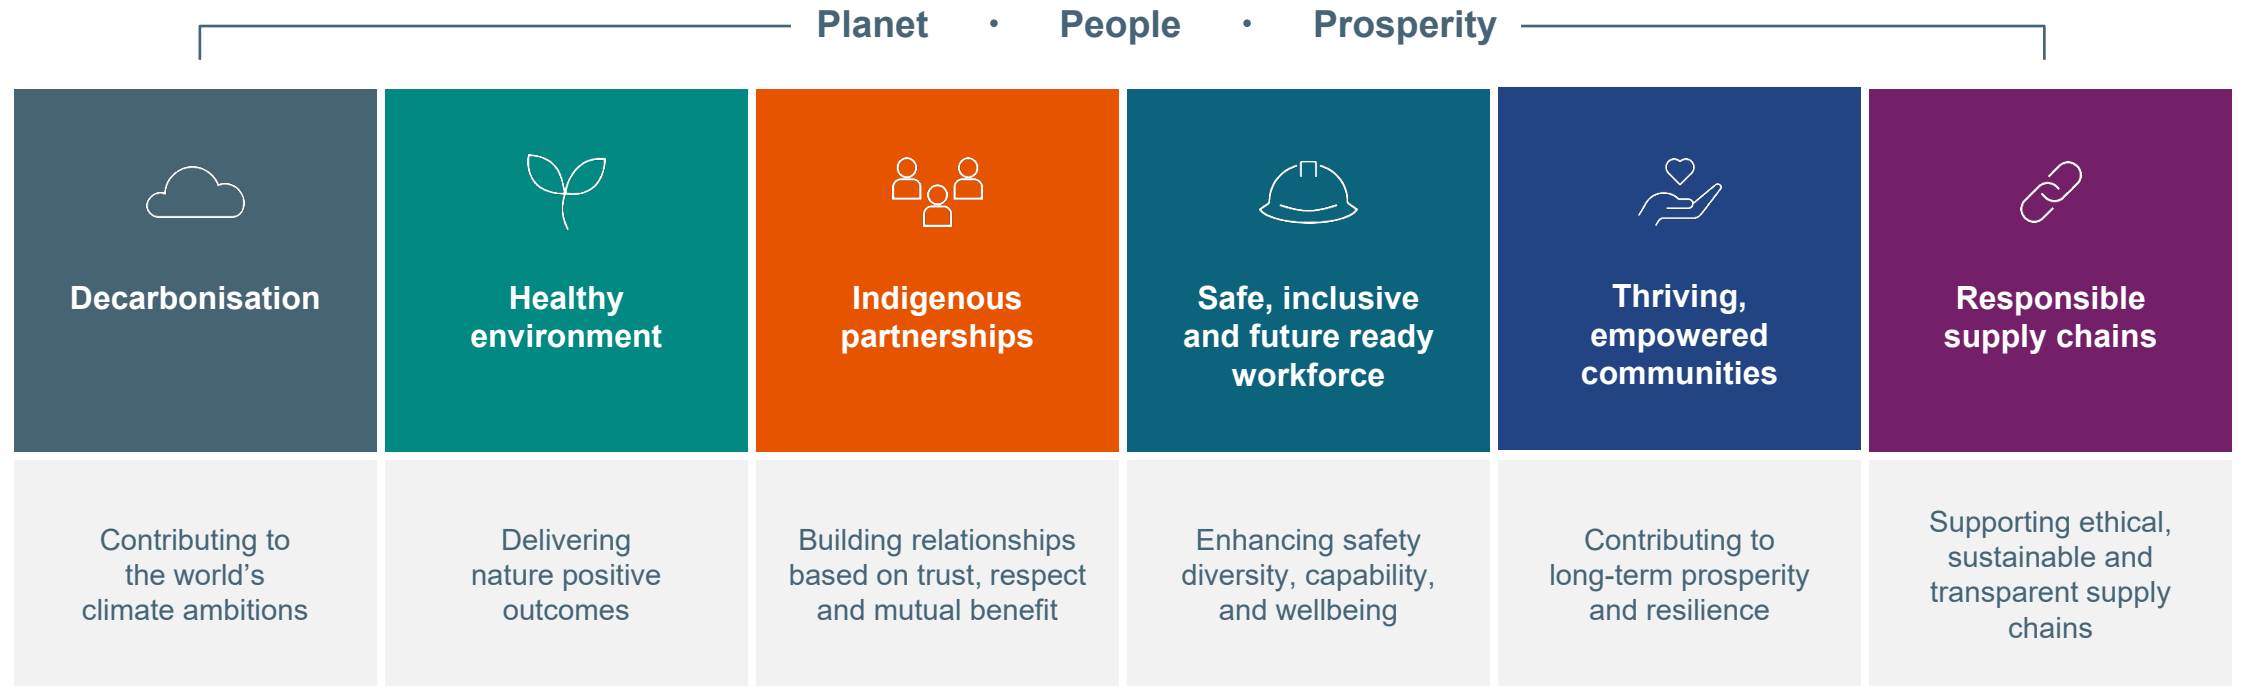 Planet • People • Prosperity
Decarbonisation
Healthy
environment
Indigenous
partnerships
Safe, inclusive
and future ready
workforce
Thriving,
empowered
communities
Responsible
supply chains
Contributing to
the world’s
climate ambitions
Delivering
nature positive
outcomes
Building relationships
based on trust, respect
and mutual benefit
Enhancing safety
diversity, capability,
and wellbeing
Contributing to
long-term prosperity
and resilience
Supporting ethical,
sustainable and
transparent supply
chains